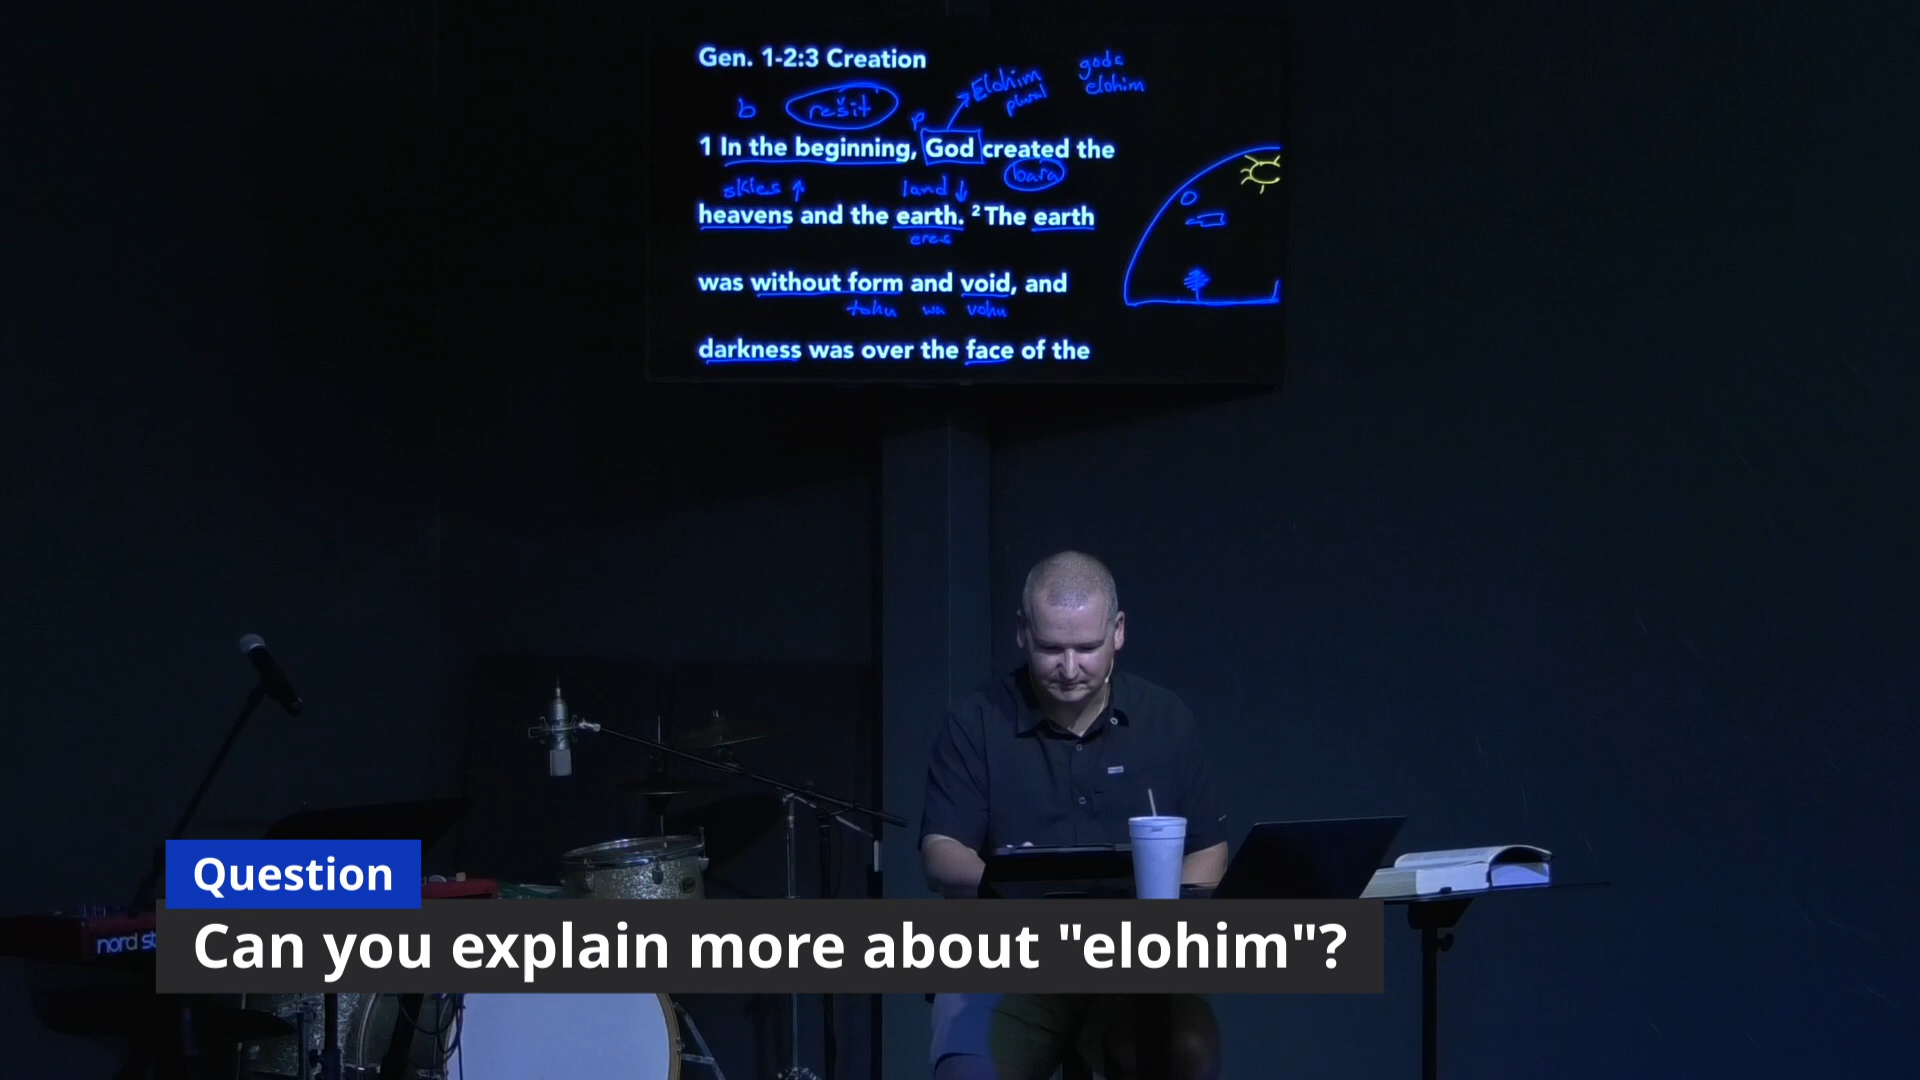 Gen. 1-2:3 Creation
Elohim
plural
gods
elohim
b rešit
p
1 In the beginning, God created the
bara
skies land
heavens and the earth. 2 The earth
eres
was without form and void, and
tohu wa vohu
darkness was over the face of the
nord st
Question
Can you explain more about "elohim"?